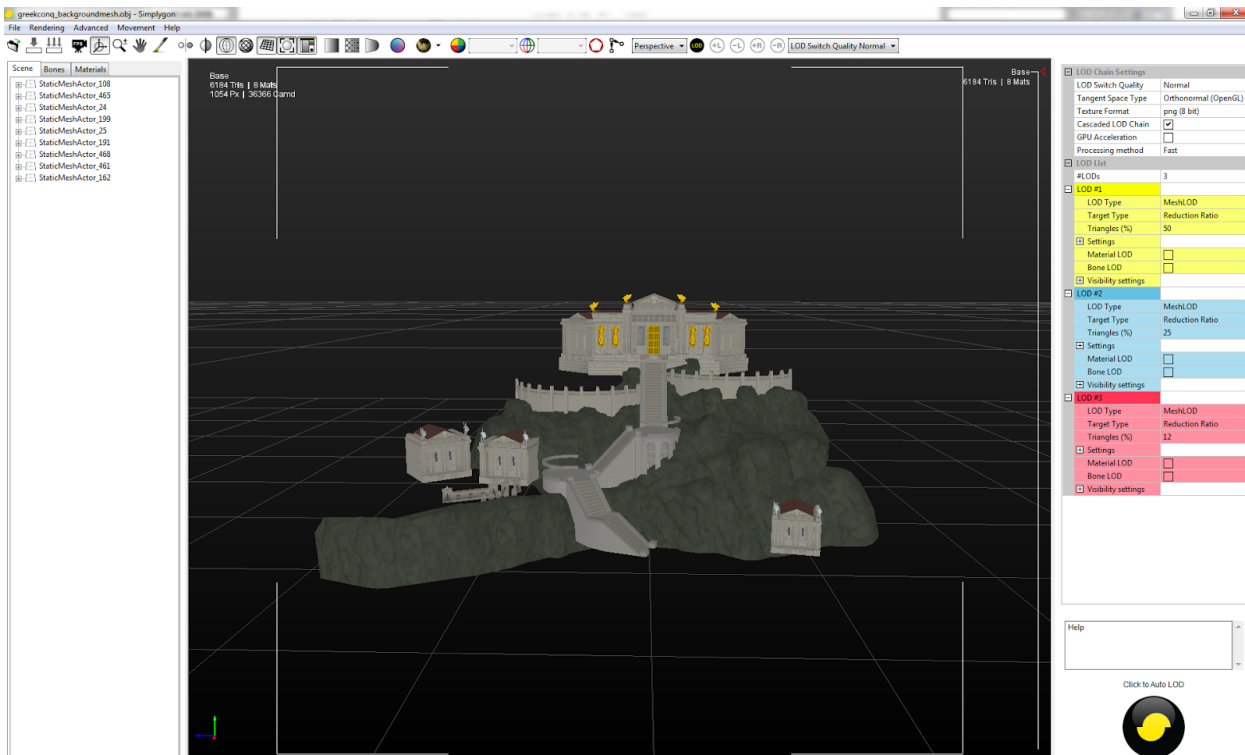 greekconq_backgroundmesh.obj - Simplygon
File Rendering Advanced Movement Help
Perspective LOD +L -L +R -R LOD Switch Quality Normal
Scene Bones Materials
StaticMeshActor_108
StaticMeshActor_465
StaticMeshActor_24
StaticMeshActor_199
StaticMeshActor_25
StaticMeshActor_191
StaticMeshActor_468
StaticMeshActor_461
StaticMeshActor_162
Base
6184 Tris | 8 Mats
1054 Px | 36366 Camd
Base
6184 Tris | 8 Mats
LOD Chain Settings
LOD Switch Quality Normal
Tangent Space Type Orthonormal (OpenGL)
Texture Format png (8 bit)
Cascaded LOD Chain
GPU Acceleration
Processing method Fast
LOD List
#LODs 3
LOD #1
LOD Type MeshLOD
Target Type Reduction Ratio
Triangles (%) 50
Settings
Material LOD
Bone LOD
Visibility settings
LOD #2
LOD Type MeshLOD
Target Type Reduction Ratio
Triangles (%) 25
Settings
Material LOD
Bone LOD
Visibility settings
LOD #3
LOD Type MeshLOD
Target Type Reduction Ratio
Triangles (%) 12
Settings
Material LOD
Bone LOD
Visibility settings
Help
Click to Auto LOD